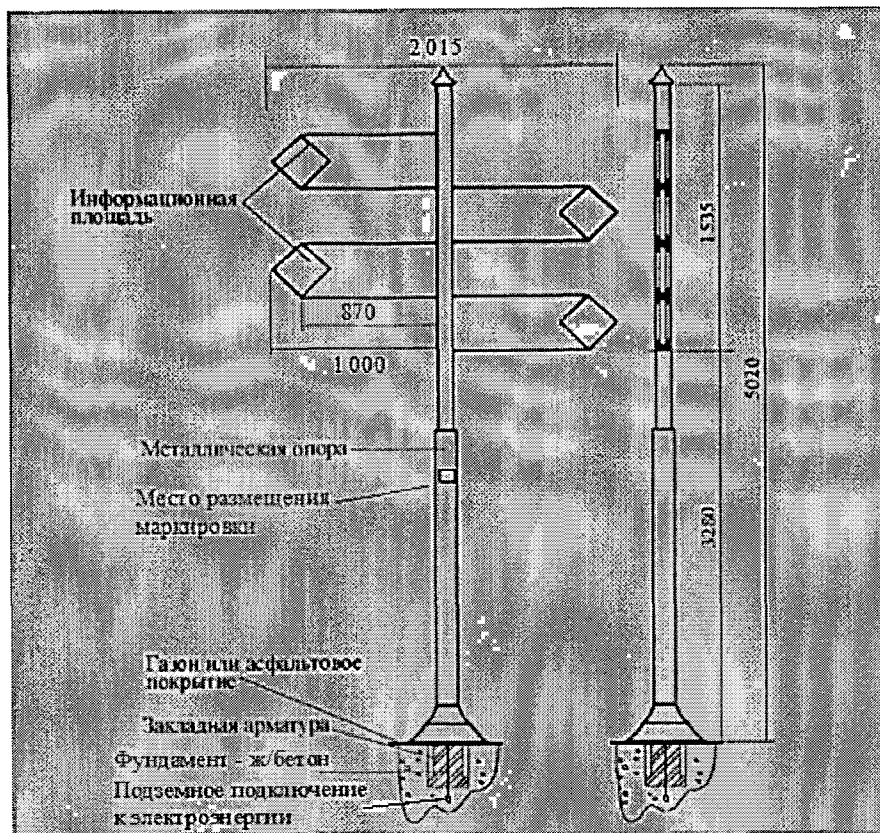 2 015
Информационная
площадь
1535
870
1 000
5020
Металлическая опора
Место размещения
маркировки
3280
Газон или асфальтовое
покрытие
Закладная арматура
Фундамент - ж/бетон
Подземное подключение
к электроэнергии